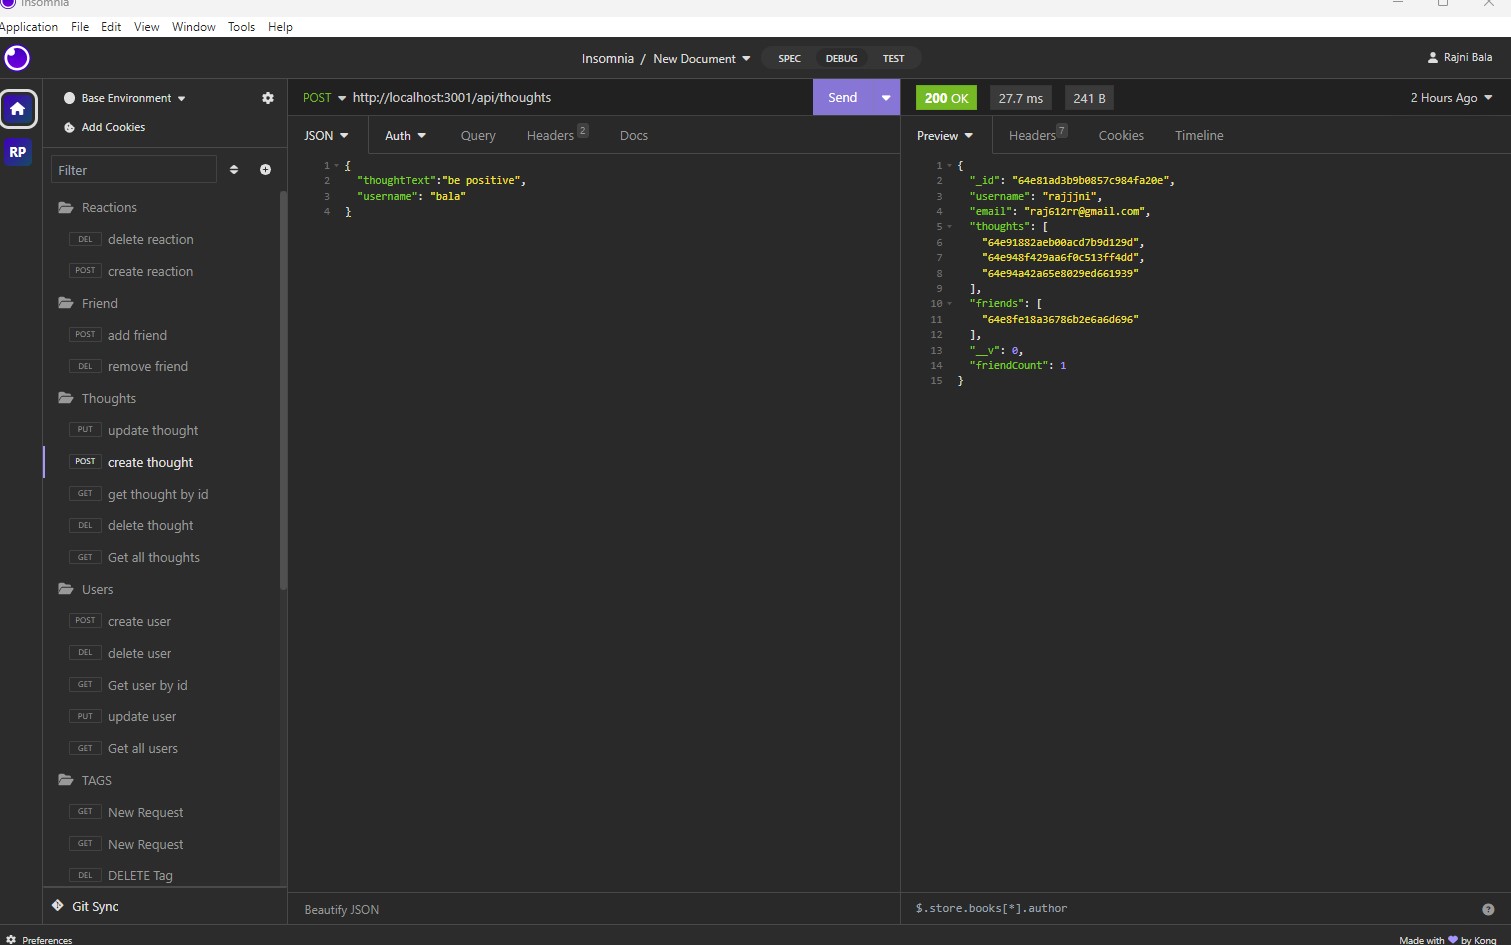 Insomnia
Application File Edit View Window Tools Help
Insomnia / New Document SPEC DEBUG TEST Rajni Bala
Base Environment
Add Cookies
RP
Filter
Reactions
DEL delete reaction
POST create reaction
Friend
POST add friend
DEL remove friend
Thoughts
PUT update thought
POST create thought
GET get thought by id
DEL delete thought
GET Get all thoughts
Users
POST create user
DEL delete user
GET Get user by id
PUT update user
GET Get all users
TAGS
GET New Request
GET New Request
DEL DELETE Tag
Git Sync
POST http://localhost:3001/api/thoughts Send
JSON Auth Query Headers 2 Docs
1 {
2 "thoughtText":"be positive",
3 "username": "bala"
4 }
Beautify JSON
200 OK 27.7 ms 241 B 2 Hours Ago
Preview Headers 7 Cookies Timeline
1 {
2 "_id": "64e81ad3b9b0857c984fa20e",
3 "username": "rajjjni",
4 "email": "raj612rr@gmail.com",
5 "thoughts": [
6 "64e91882aeb00acd7b9d129d",
7 "64e948f429aa6f0c513ff4dd",
8 "64e94a42a65e8029ed661939"
9 ],
10 "friends": [
11 "64e8fe18a36786b2e6a6d696"
12 ],
13 "__v": 0,
14 "friendCount": 1
15 }
$.store.books[*].author ?
Preferences
Made with 💜 by Kong